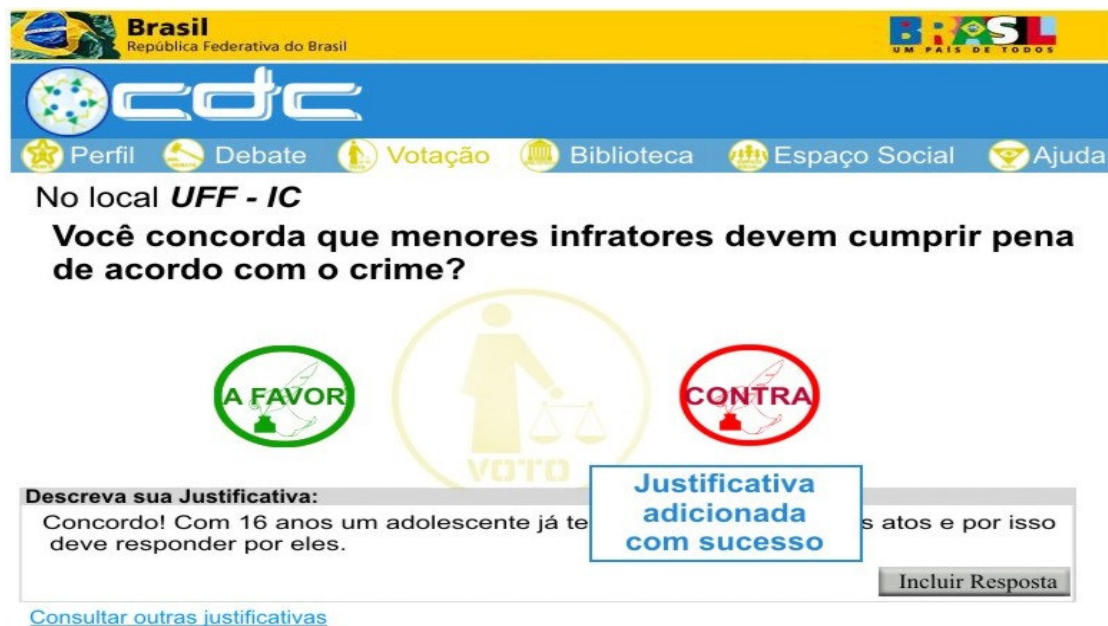 Brasil
República Federativa do Brasil
BRASIL
UM PAÍS DE TODOS
cdc
Perfil Debate Votação Biblioteca Espaço Social Ajuda
No local UFF - IC
Você concorda que menores infratores devem cumprir pena
de acordo com o crime?
A FAVOR
CONTRA
VOTO
Descreva sua Justificativa:
Justificativa
adicionada
com sucesso
Concordo! Com 16 anos um adolescente já te s atos e por isso
deve responder por eles.
Incluir Resposta
Consultar outras justificativas